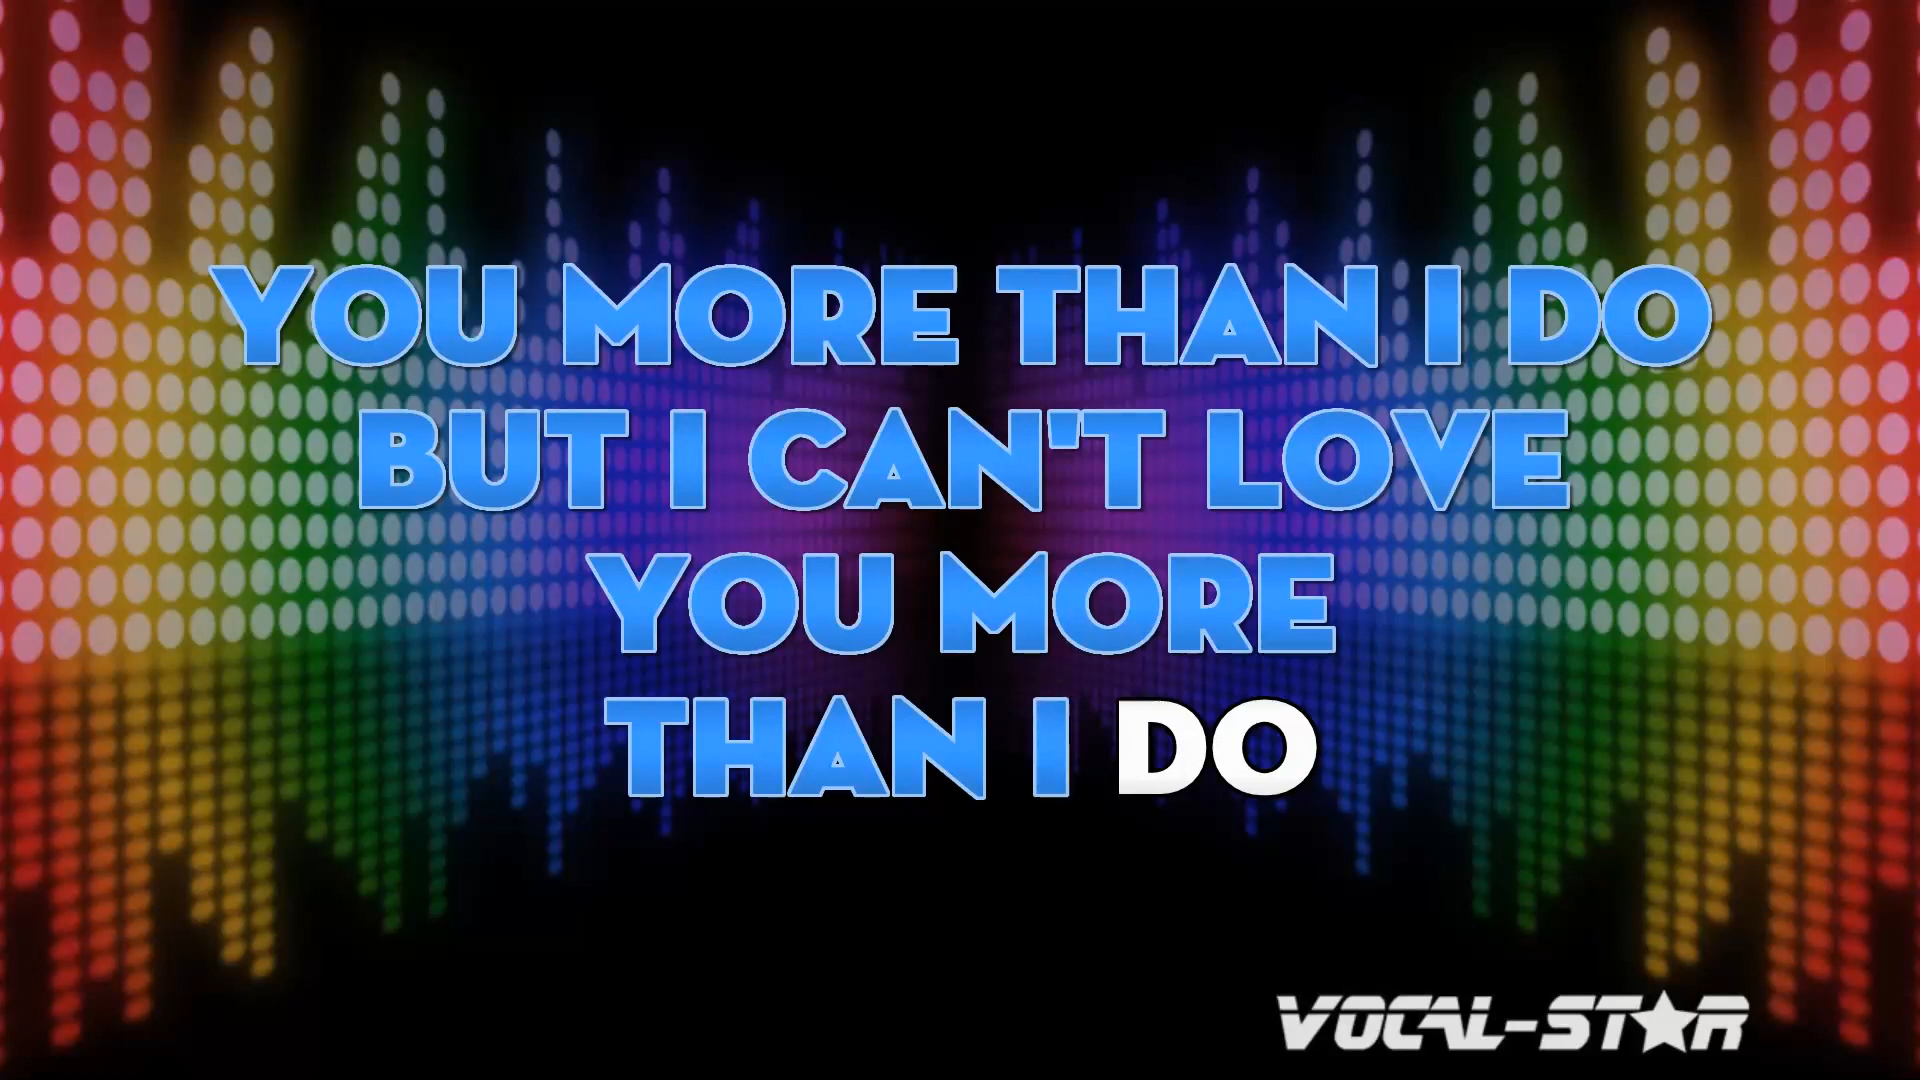 YOU MORE THAN I DO
BUT I CAN'T LOVE
YOU MORE
THAN I DO
VOCAL-STAR